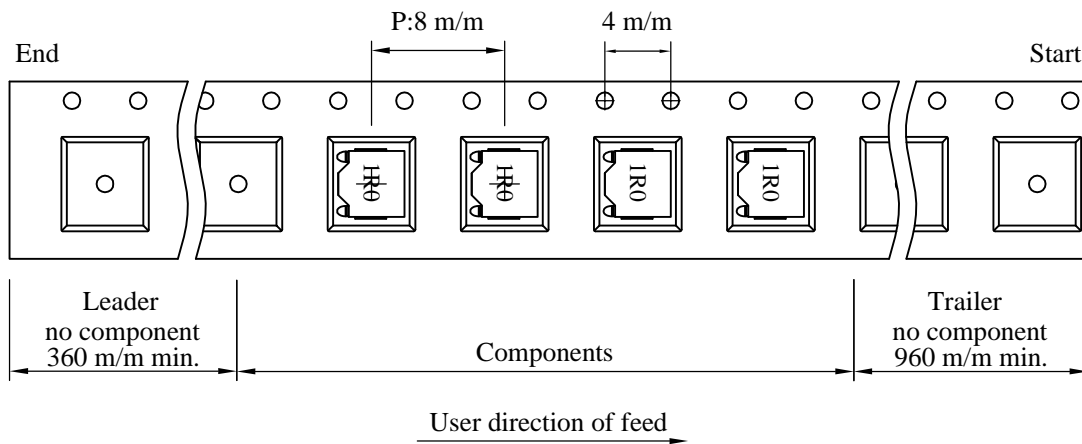 P:8 m/m
4 m/m
End
Start
1R0
1R0
1R0
1R0
Leader
no component
360 m/m min.
Components
Trailer
no component
960 m/m min.
User direction of feed